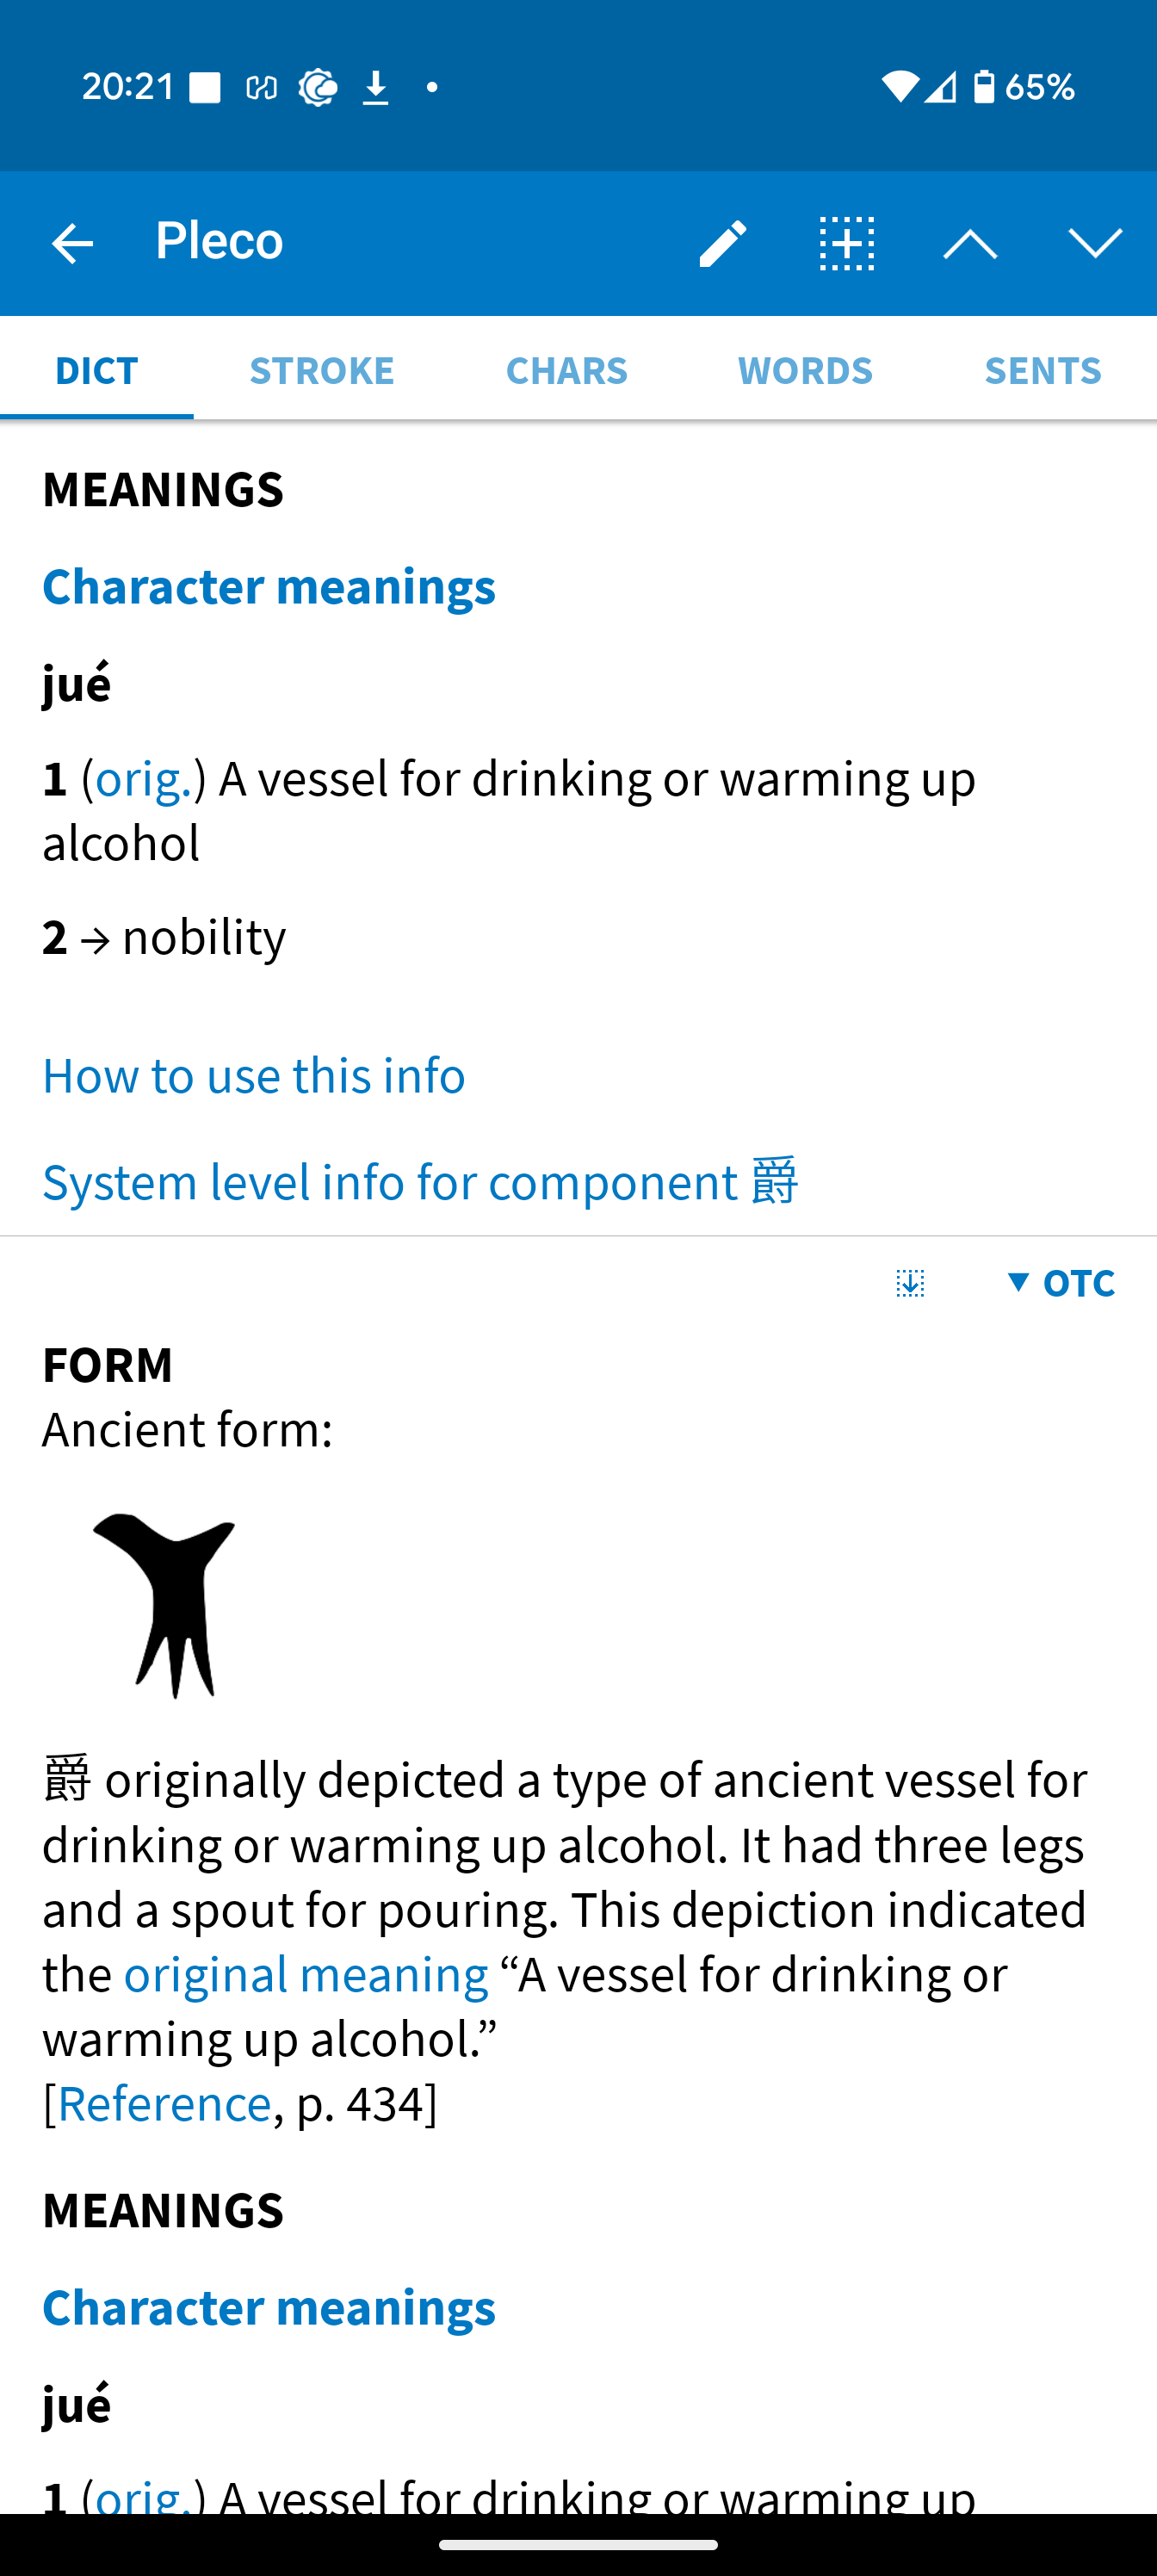 20:21 65%
Pleco
DICT STROKE CHARS WORDS SENTS
MEANINGS
Character meanings
jué
1 (orig.) A vessel for drinking or warming up
alcohol
2 → nobility
How to use this info
System level info for component 爵
▼ OTC
FORM
Ancient form:
爵 originally depicted a type of ancient vessel for
drinking or warming up alcohol. It had three legs
and a spout for pouring. This depiction indicated
the original meaning “A vessel for drinking or
warming up alcohol.”
[Reference, p. 434]
MEANINGS
Character meanings
jué
1 (orig.) A vessel for drinking or warming up